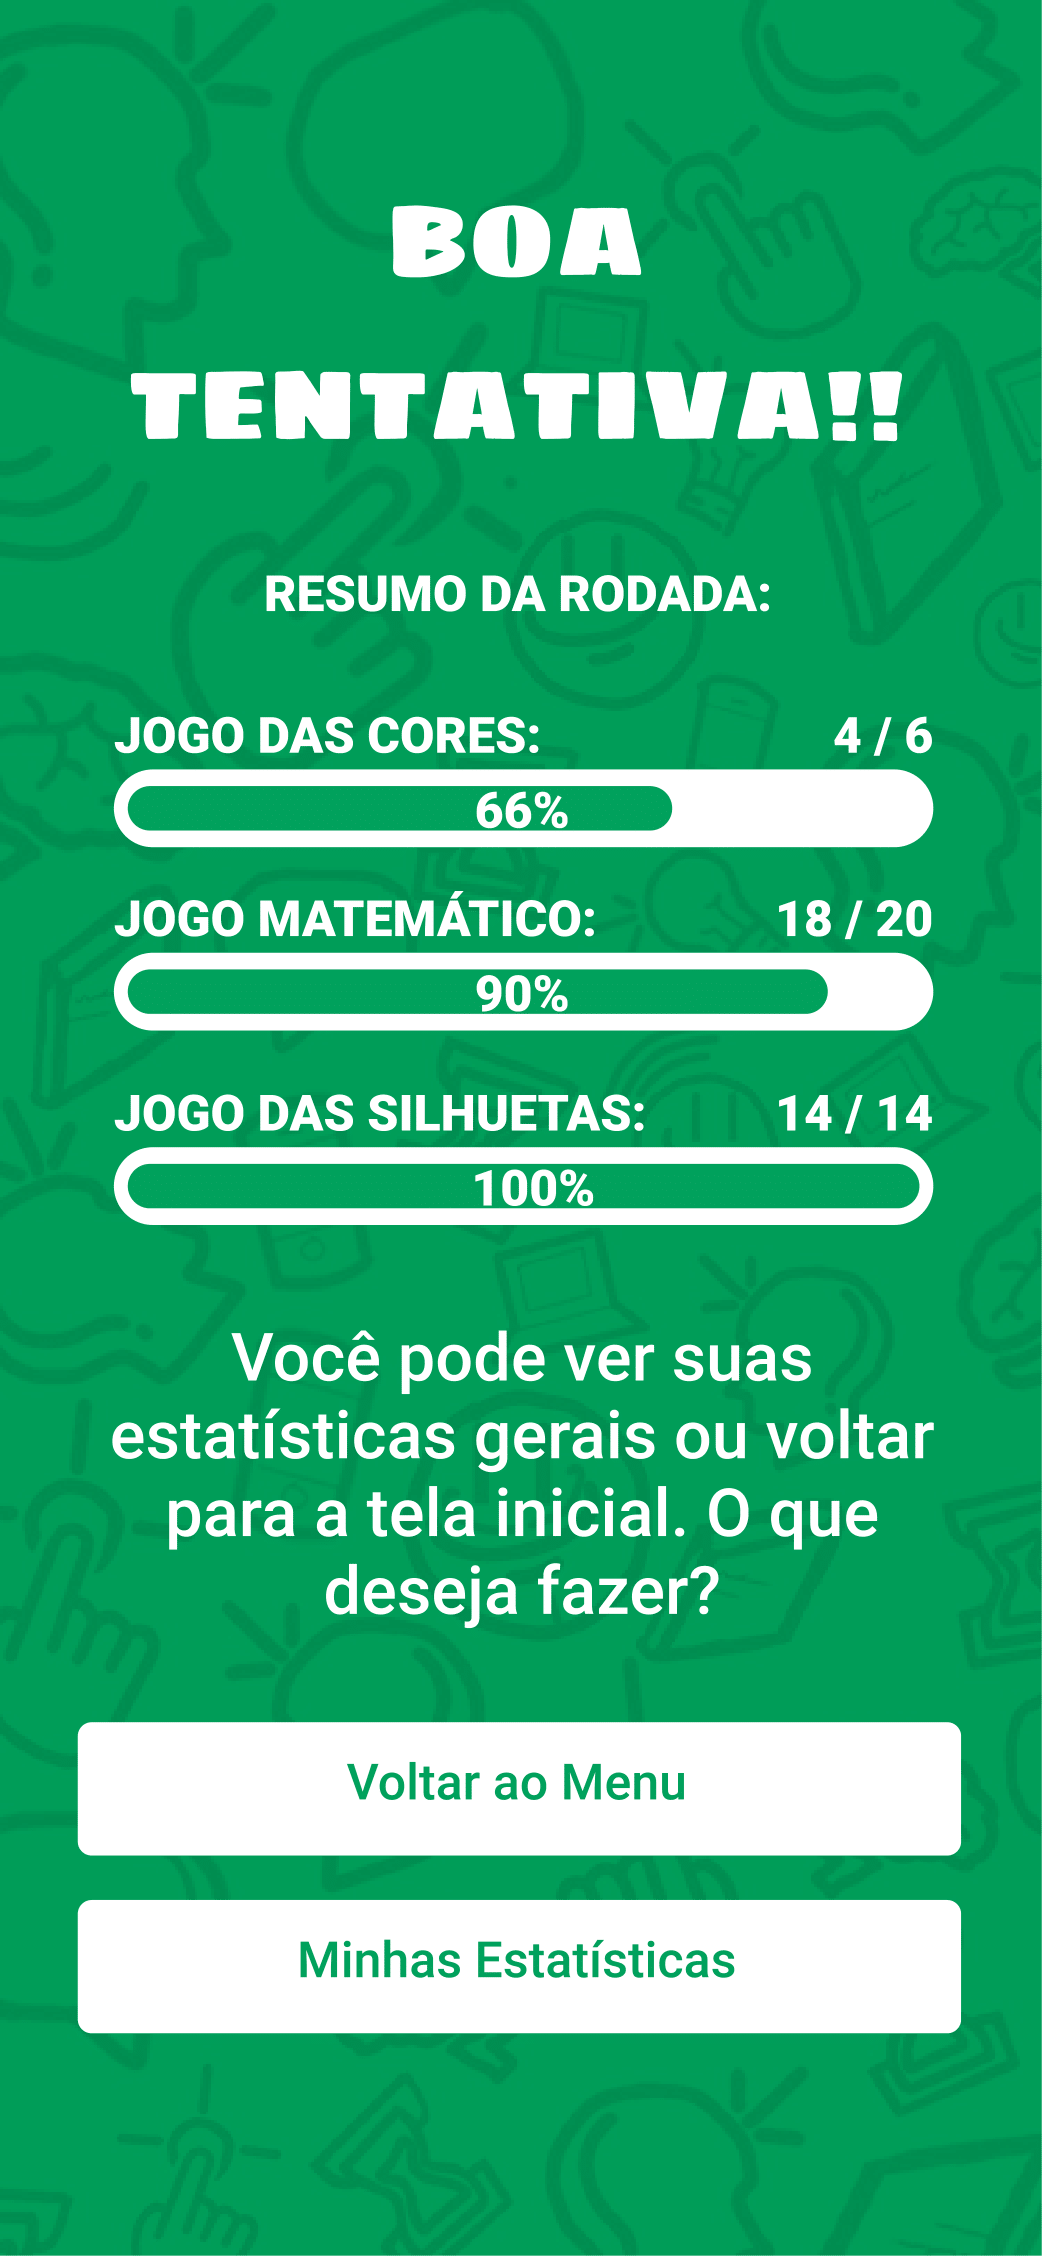 BOA
TENTATIVA!!
RESUMO DA RODADA:
JOGO DAS CORES: 4 / 6
66%
JOGO MATEMÁTICO: 18 / 20
90%
JOGO DAS SILHUETAS: 14 / 14
100%
Você pode ver suas
estatísticas gerais ou voltar
para a tela inicial. O que
deseja fazer?
Voltar ao Menu
Minhas Estatísticas